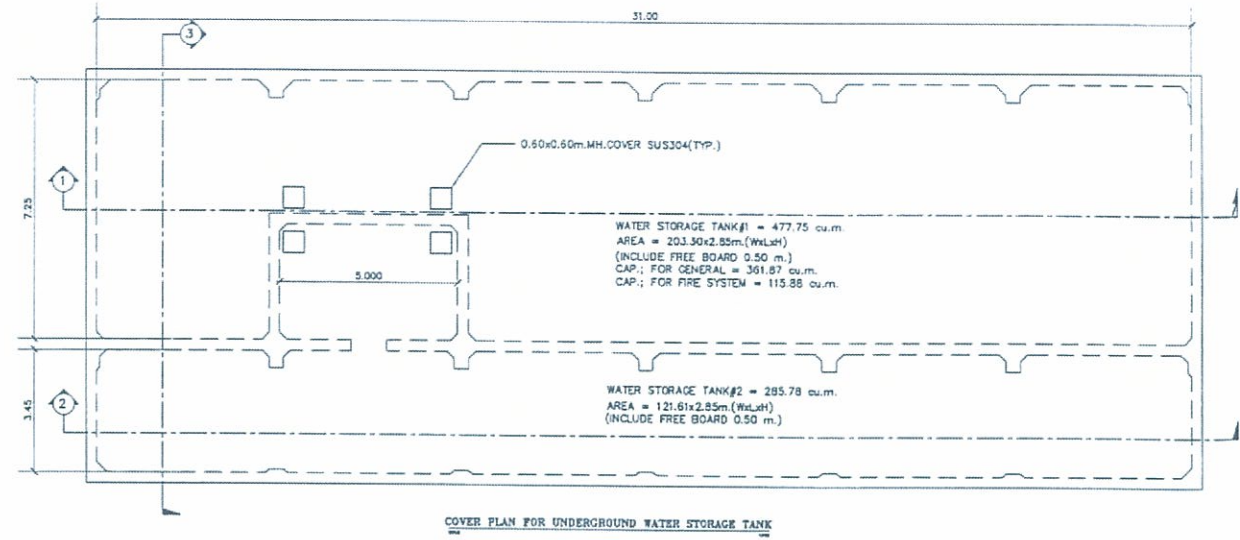 31.00
3
0.60x0.60m.MH.COVER SUS304(TYP.)
1
7.25
WATER STORAGE TANK#1 = 477.75 cu.m.
AREA = 203.30x2.85m.(WxLxH)
(INCLUDE FREE BOARD 0.50 m.)
CAP.; FOR GENERAL = 361.87 cu.m.
CAP.; FOR FIRE SYSTEM = 115.88 cu.m.
5.000
WATER STORAGE TANK#2 = 285.78 cu.m.
AREA = 121.61x2.85m.(WxLxH)
(INCLUDE FREE BOARD 0.50 m.)
3.45
2
COVER PLAN FOR UNDERGROUND WATER STORAGE TANK